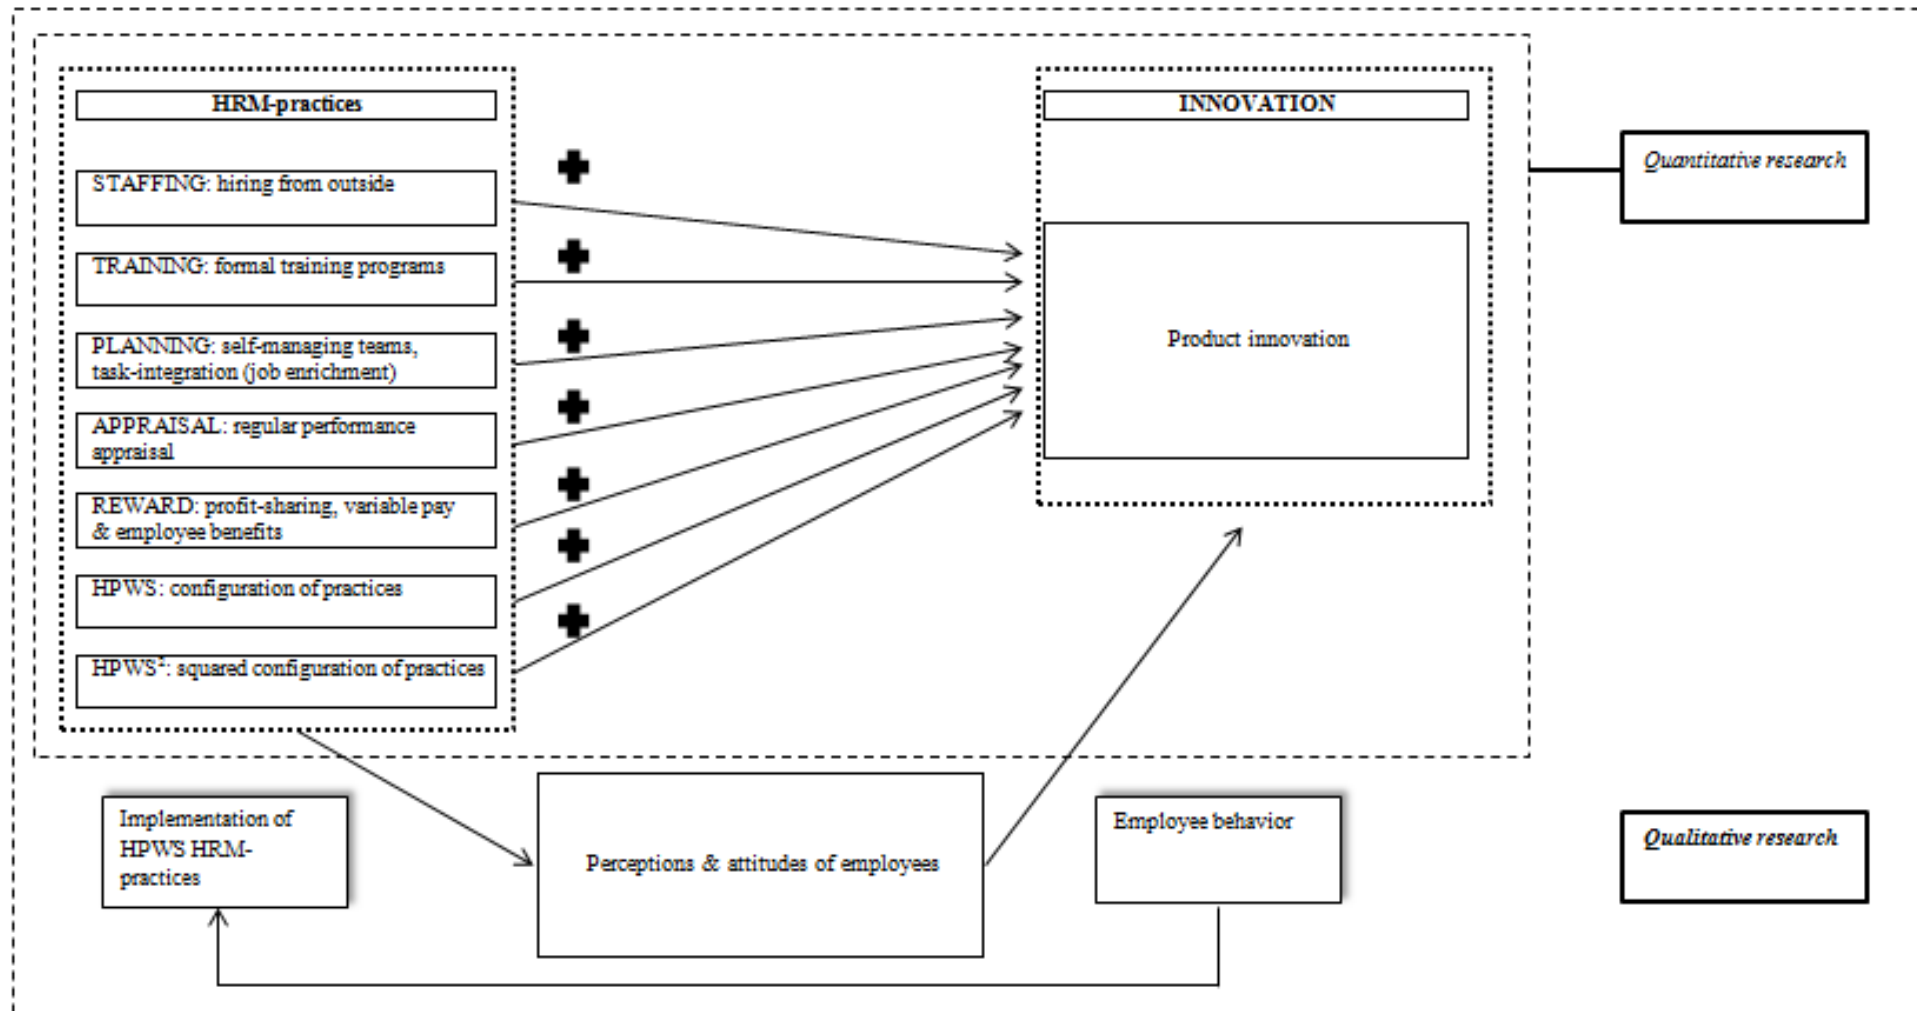 HRM-practices
STAFFING: hiring from outside
TRAINING: formal training programs
PLANNING: self-managing teams,
task-integration (job enrichment)
APPRAISAL: regular performance
appraisal
REWARD: profit-sharing, variable pay
& employee benefits
HPWS: configuration of practices
HPWS²: squared configuration of practices
INNOVATION
Product innovation
Quantitative research
Implementation of
HPWS HRM-
practices
Perceptions & attitudes of employees
Employee behavior
Qualitative research